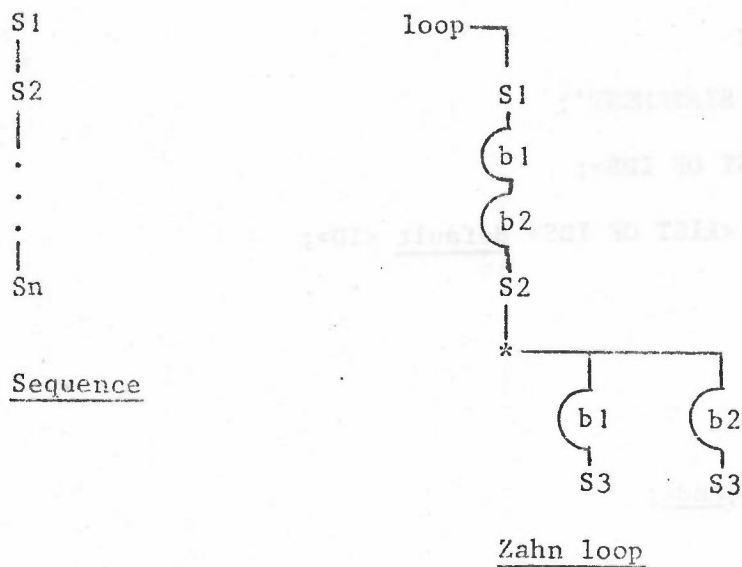 S1
S2
.
.
.
Sn
Sequence
loop
S1
b1
b2
S2
*
b1 b2
S3 S3
Zahn loop